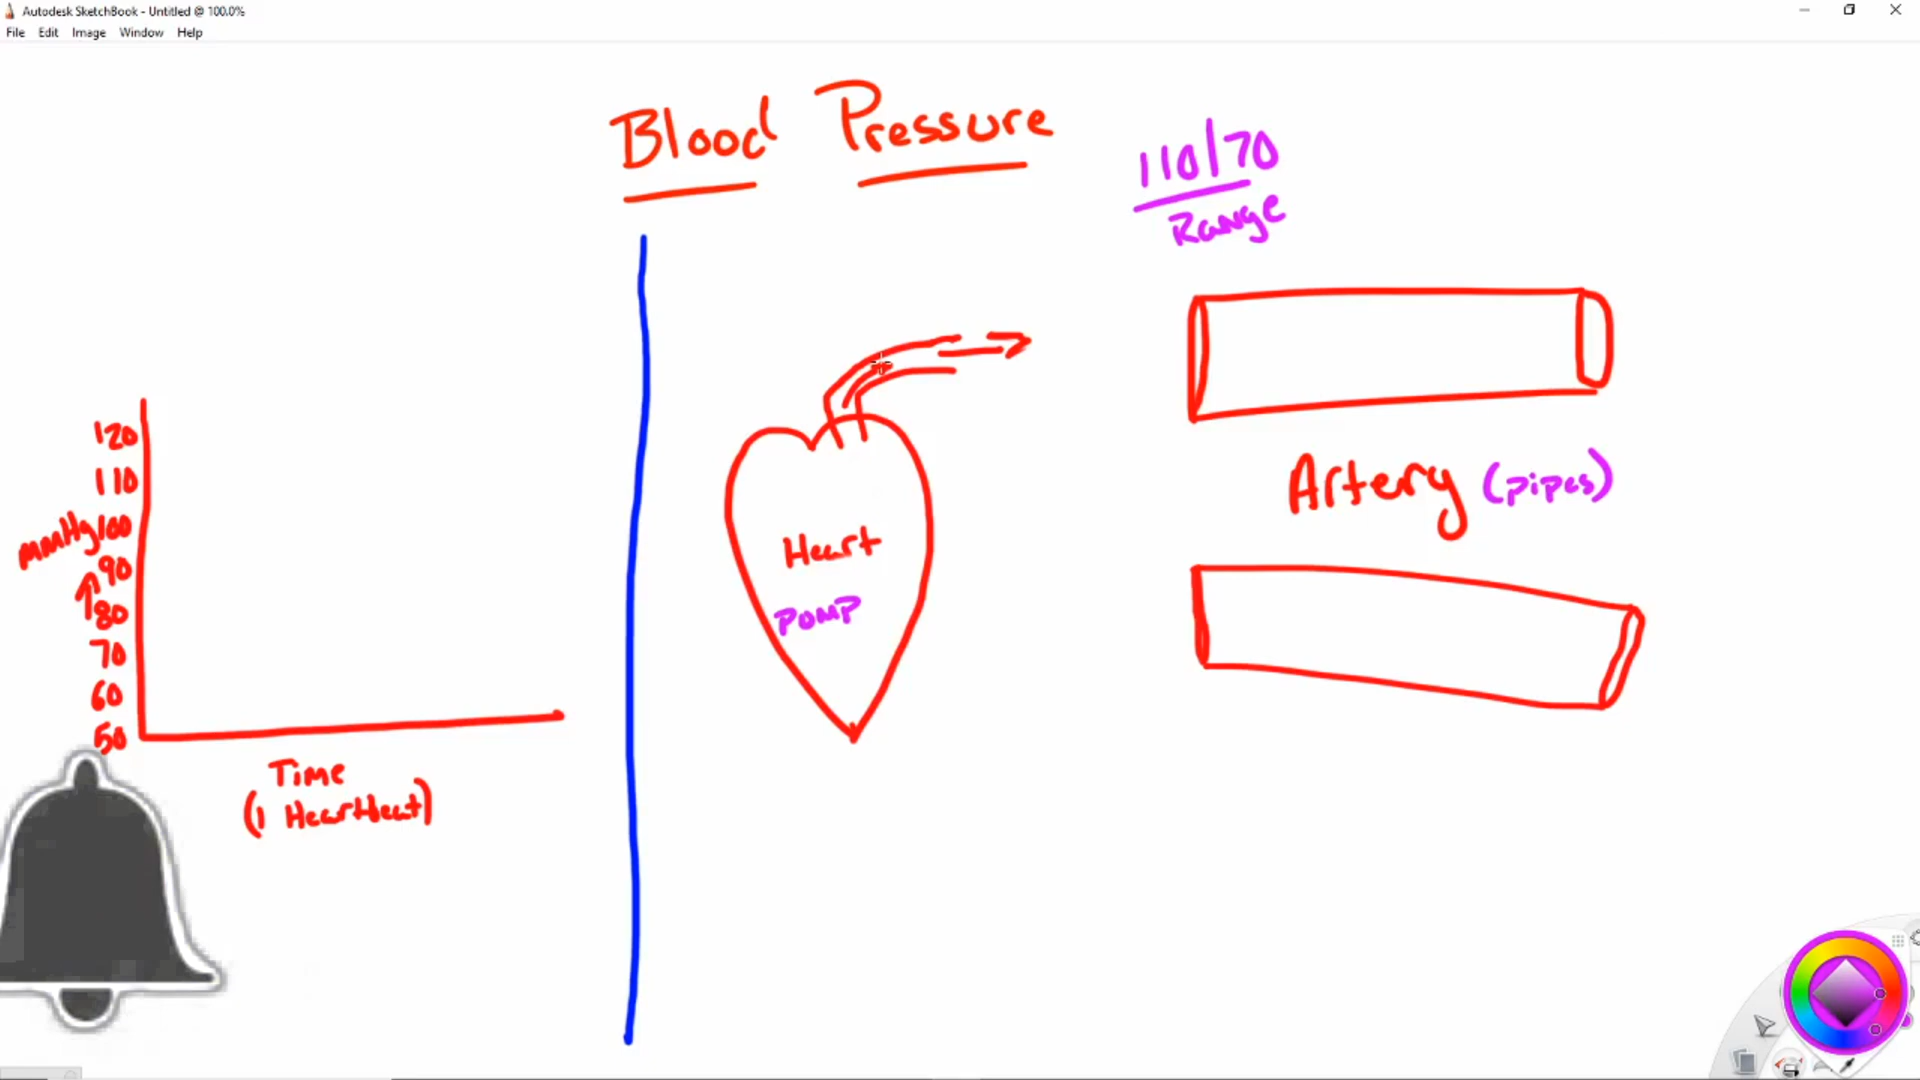 Autodesk SketchBook - Untitled @ 100.0%
File Edit Image Window Help
Blood Pressure
110/70
Range
120
110
mmHg 100
90
80
70
60
50
Time
(1 Heartbeat)
Heart
Pump
Artery (pipes)